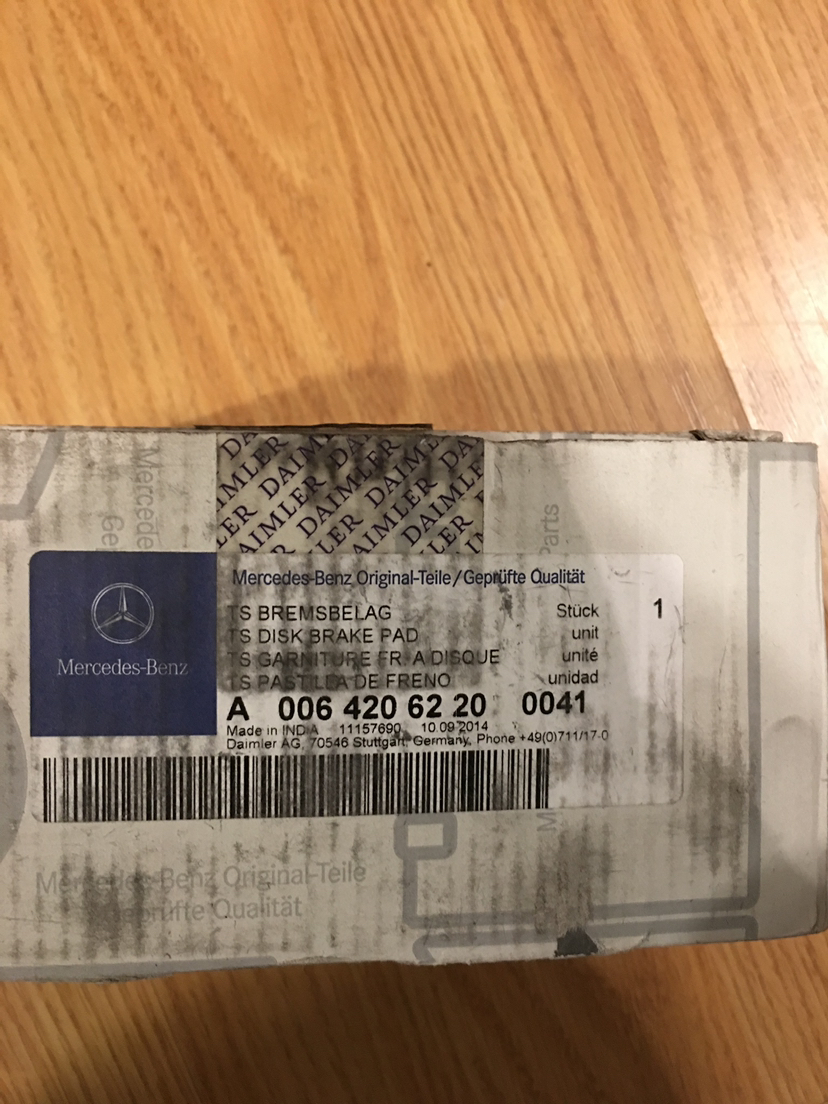 Mercedes-Benz
Mercedes-Benz Original-Teile/Geprüfte Qualität
TS BREMSBELAG Stück 1
TS DISK BRAKE PAD unit
TS GARNITURE FR. A DISQUE unité
TS PASTILLA DE FRENO unidad
A 006 420 62 20 0041
Made in INDIA 11157690 10.09.2014
Daimler AG, 70546 Stuttgart, Germany, Phone +49(0)711/17-0
DAIMLER DAIMLER DAIMLER
Mercedes-Benz Original-Teile
Geprüfte Qualität
Mercede
Parts